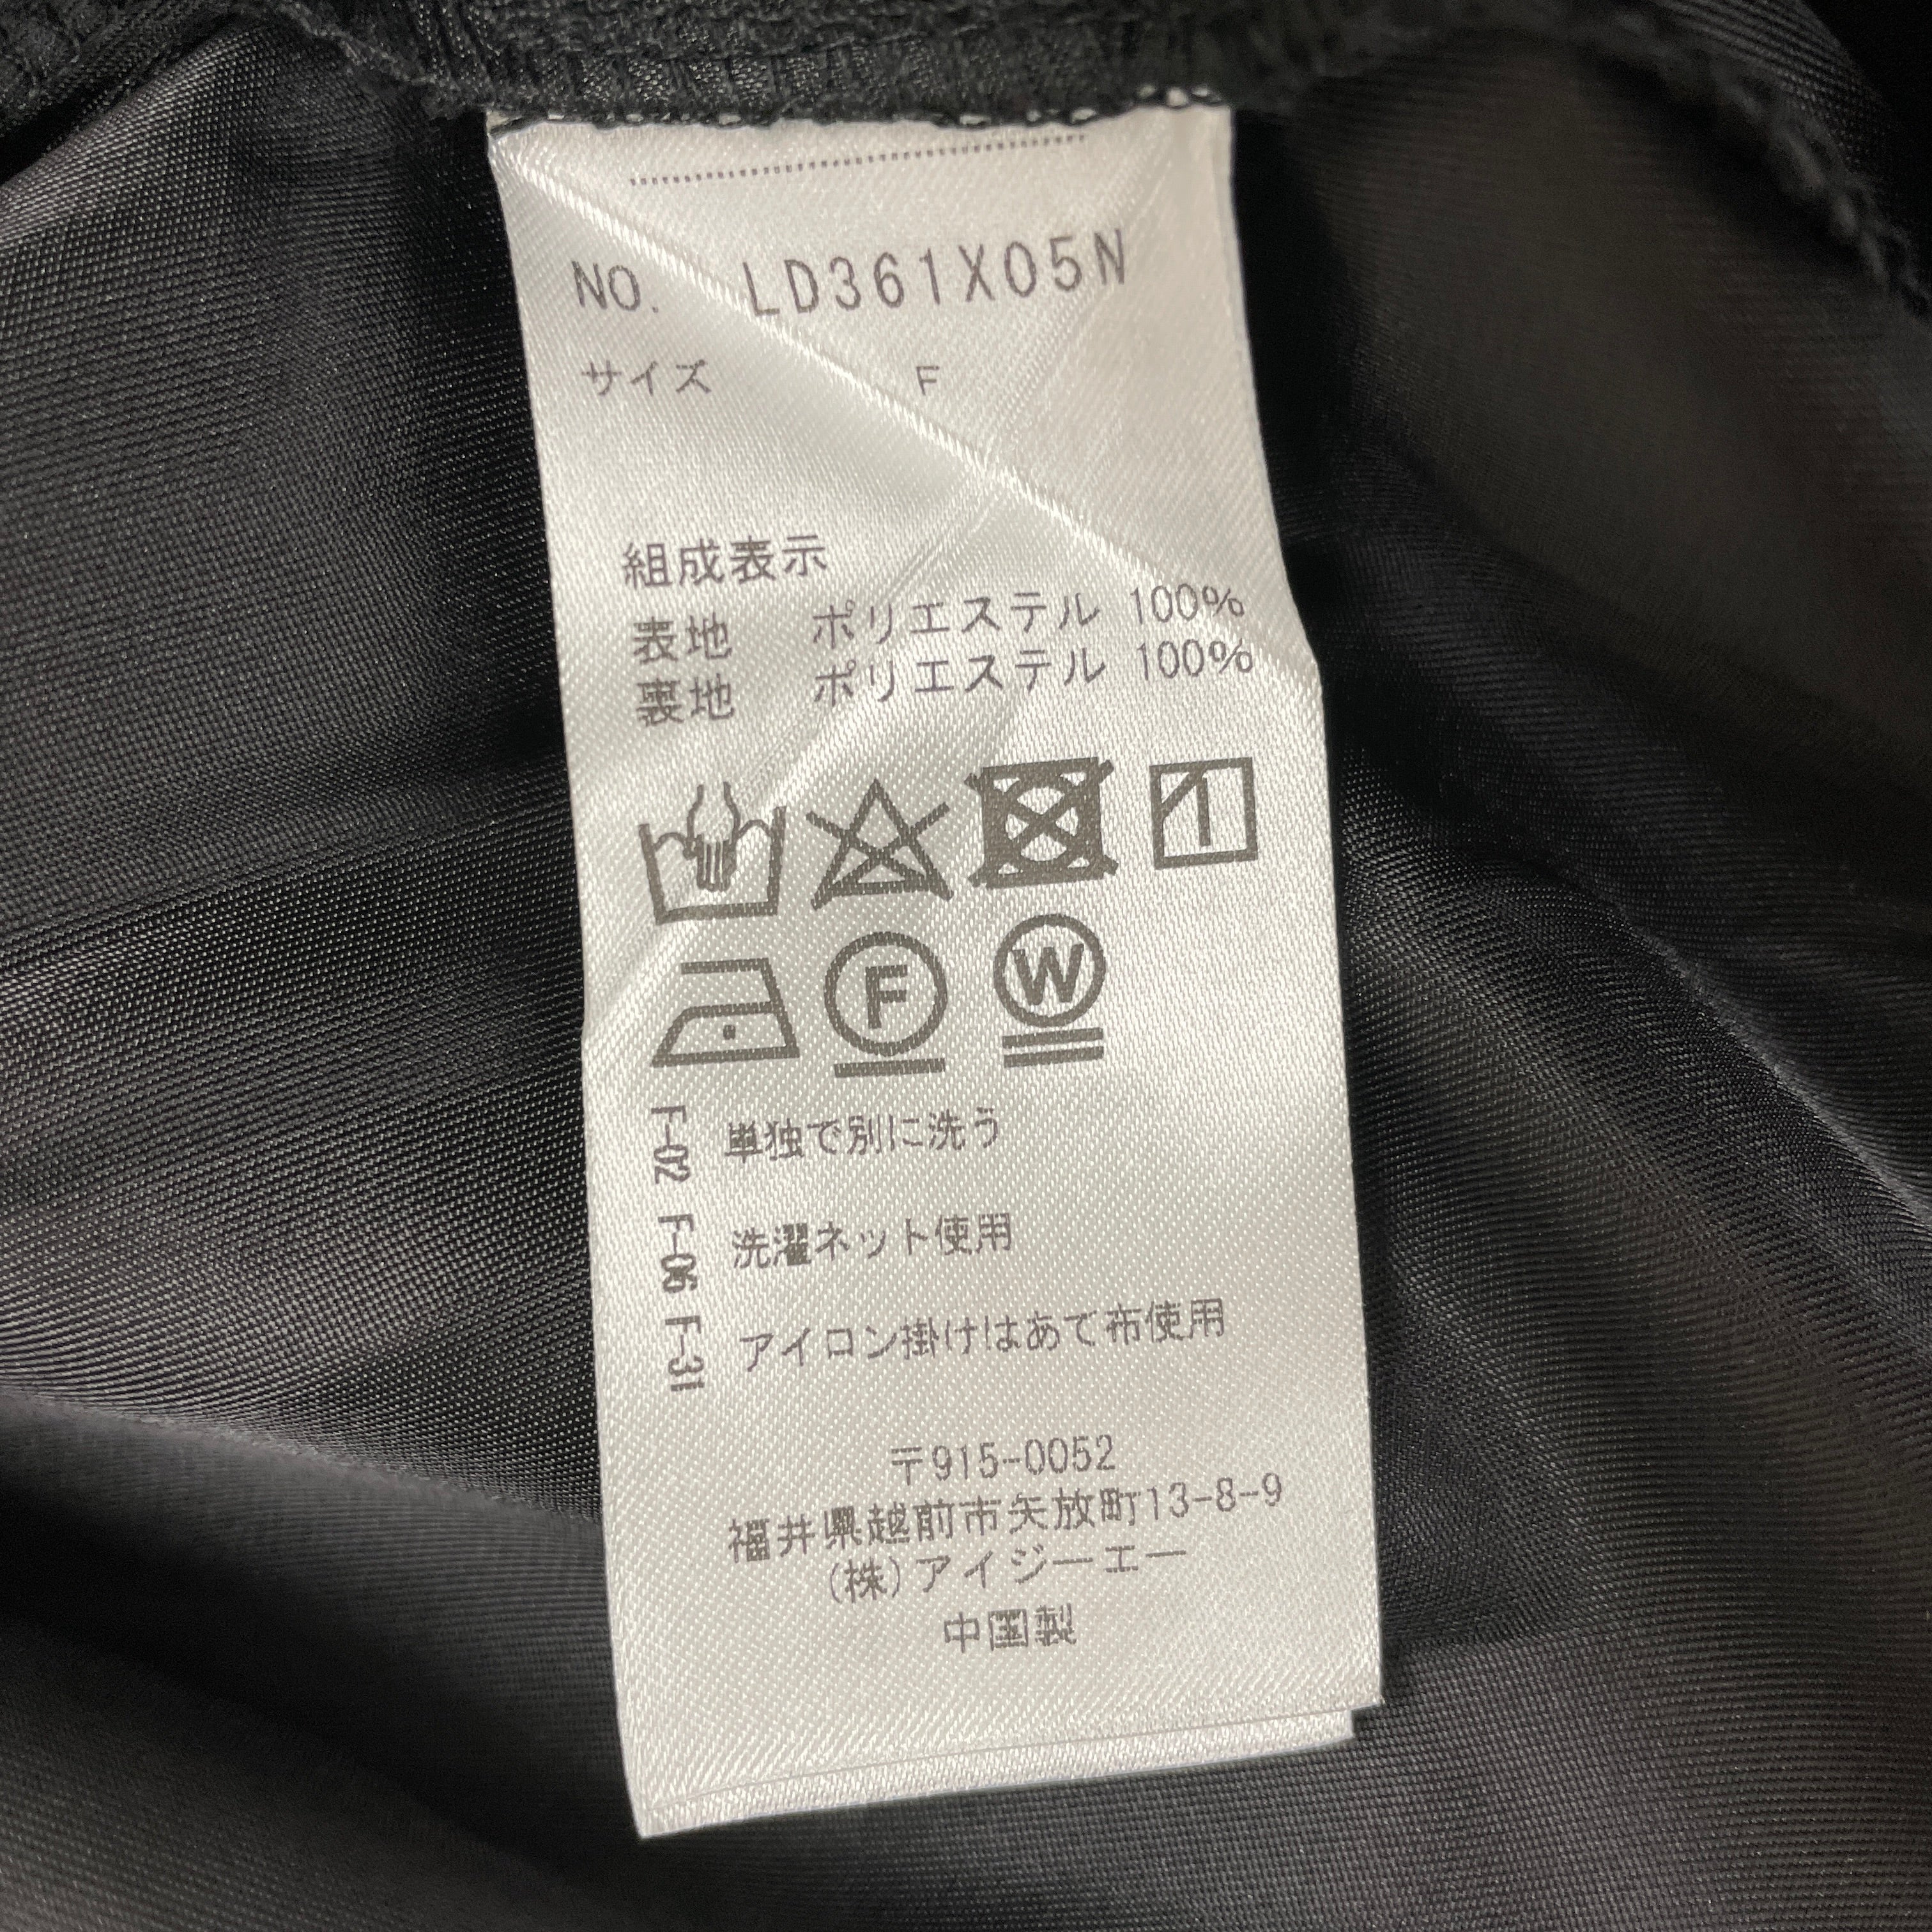 NO. LD361X05N
サイズ F
組成表示
表地 ポリエステル 100%
裏地 ポリエステル 100%
F W
F-02 単独で別に洗う
F-06 洗濯ネット使用
F-31 アイロン掛けはあて布使用
〒915-0052
福井県越前市矢放町13-8-9
(株)アイジーエー
中国製